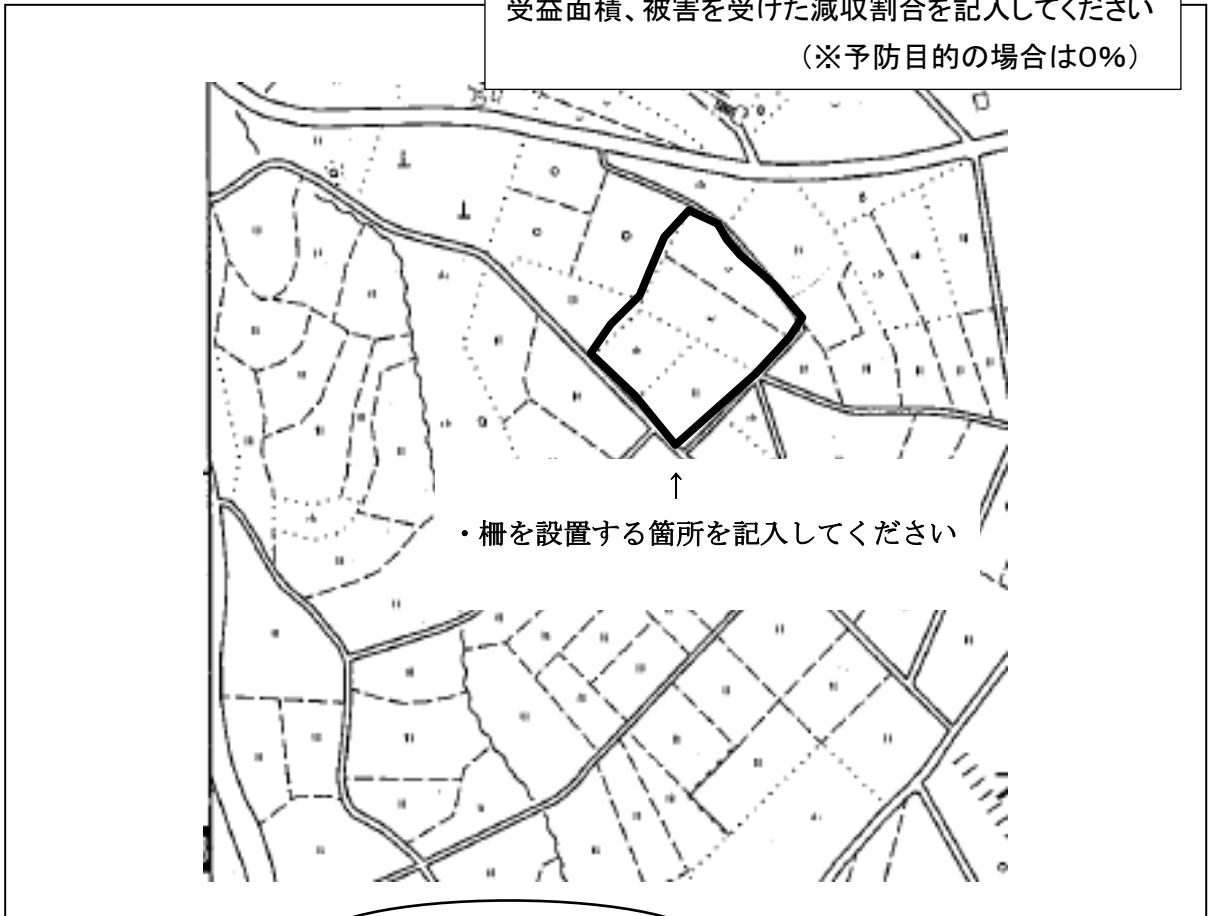 受益面積、被害を受けた減収割合を記入してください
（※予防目的の場合は0%）
↑
・柵を設置する箇所を記入してください